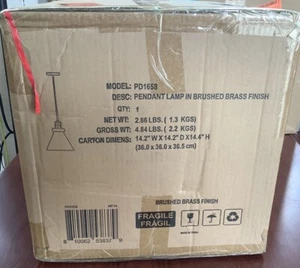 MODEL: PD1658
DESC: PENDANT LAMP IN BRUSHED BRASS FINISH
QTY: 1
NET WT: 2.86 LBS. ( 1.3 KGS)
GROSS WT: 4.84 LBS. ( 2.2 KGS)
CARTON DIMENS: 14.2" W X 14.2" D X14.4" H
(36.0 x 36.0 x 36.5 cm)
BRUSHED BRASS FINISH
FRAGILE
FRÁGIL